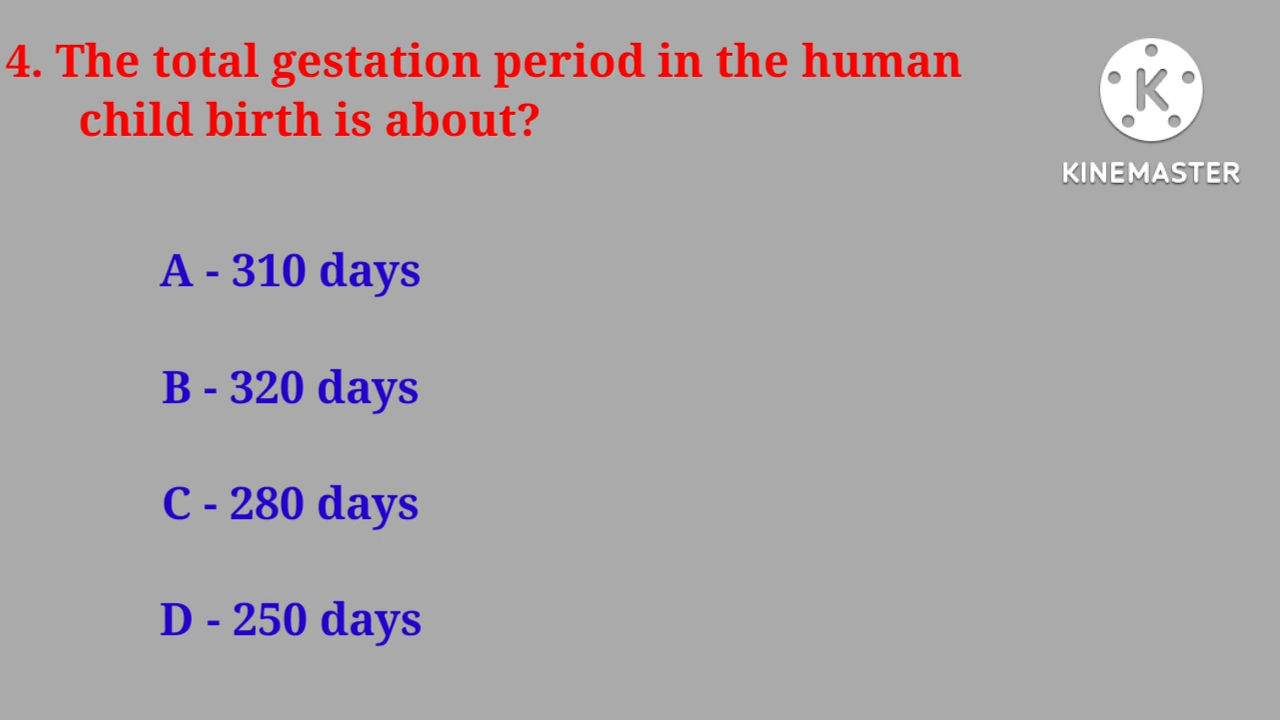 4. The total gestation period in the human
child birth is about?
K
KINEMASTER
A - 310 days
B - 320 days
C - 280 days
D - 250 days